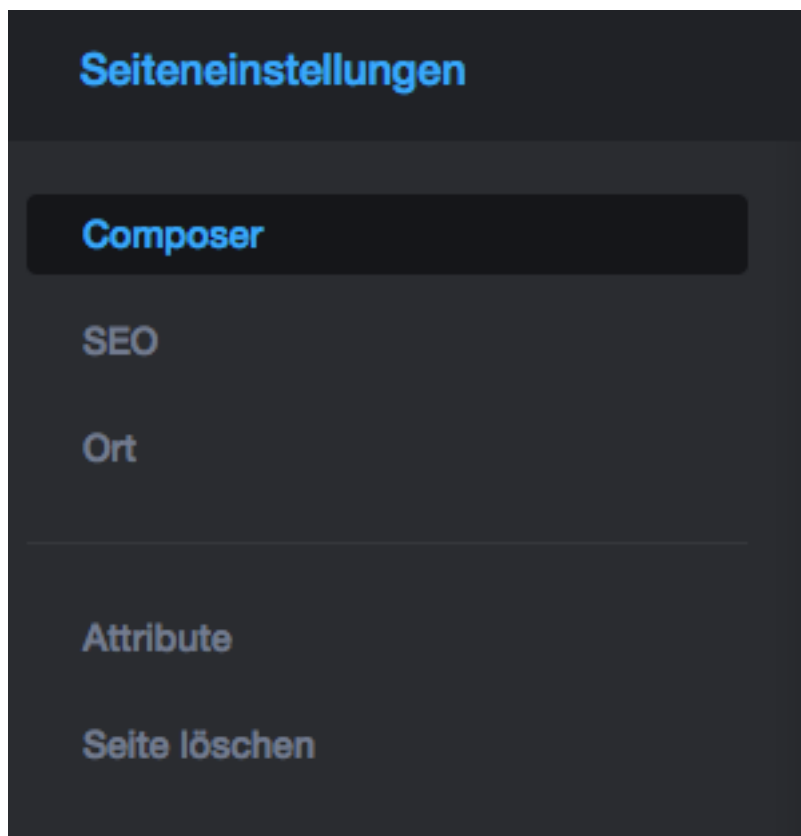 Seiteneinstellungen
Composer
SEO
Ort
Attribute
Seite löschen